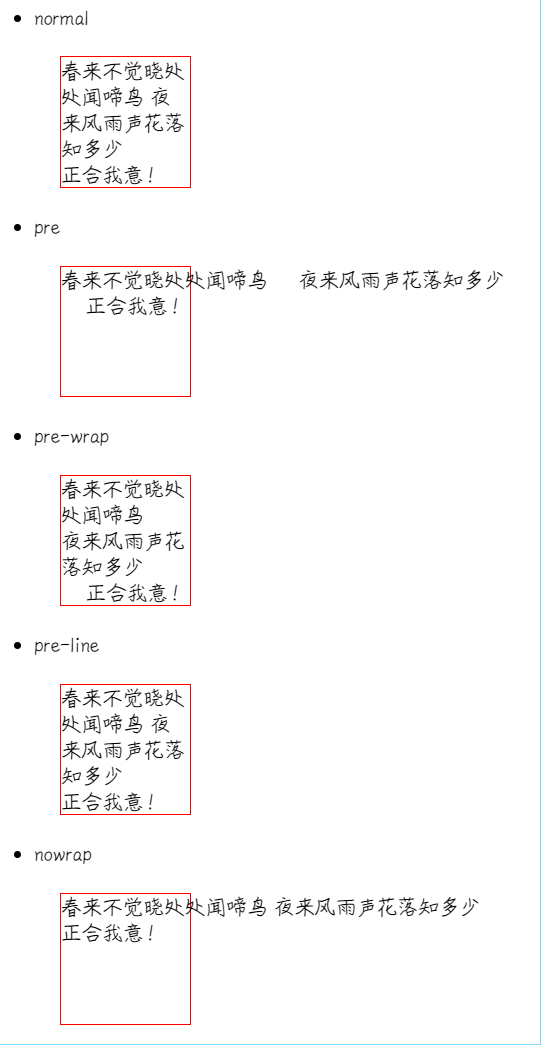 normal
春来不觉晓处
处闻啼鸟 夜
来风雨声花落
知多少
正合我意！
pre
春来不觉晓处处闻啼鸟    夜来风雨声花落知多少
   正合我意！
pre-wrap
春来不觉晓处
处闻啼鸟
夜来风雨声花
落知多少
   正合我意！
pre-line
春来不觉晓处
处闻啼鸟 夜
来风雨声花落
知多少
正合我意！
nowrap
春来不觉晓处处闻啼鸟 夜来风雨声花落知多少
正合我意！